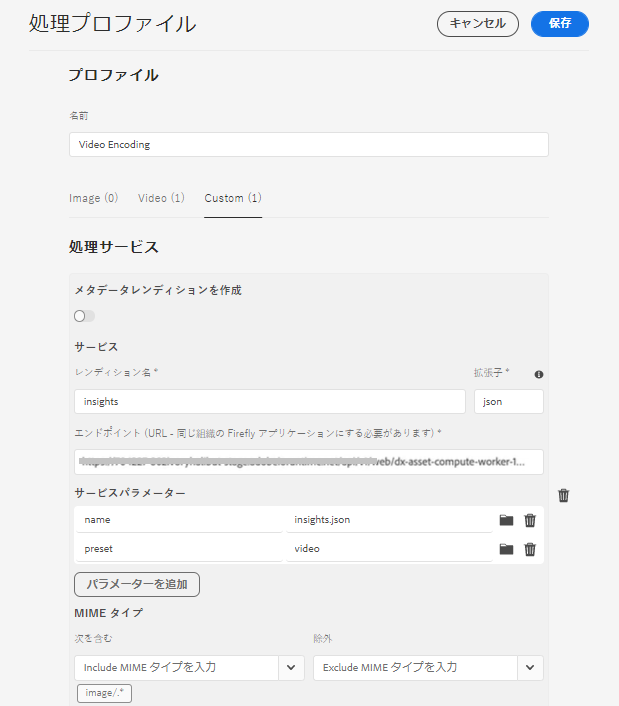 処理プロファイル キャンセル 保存
プロファイル
名前
Video Encoding
Image (0) Video (1) Custom (1)
処理サービス
メタデータレンディションを作成
サービス
レンディション名 * 拡張子 *
insights json
エンドポイント (URL - 同じ組織の Firefly アプリケーションにする必要があります) *
web/dx-asset-compute-worker-1...
サービスパラメーター
name insights.json
preset video
パラメーターを追加
MIME タイプ
次を含む 除外
Include MIME タイプを入力 Exclude MIME タイプを入力
image/.*